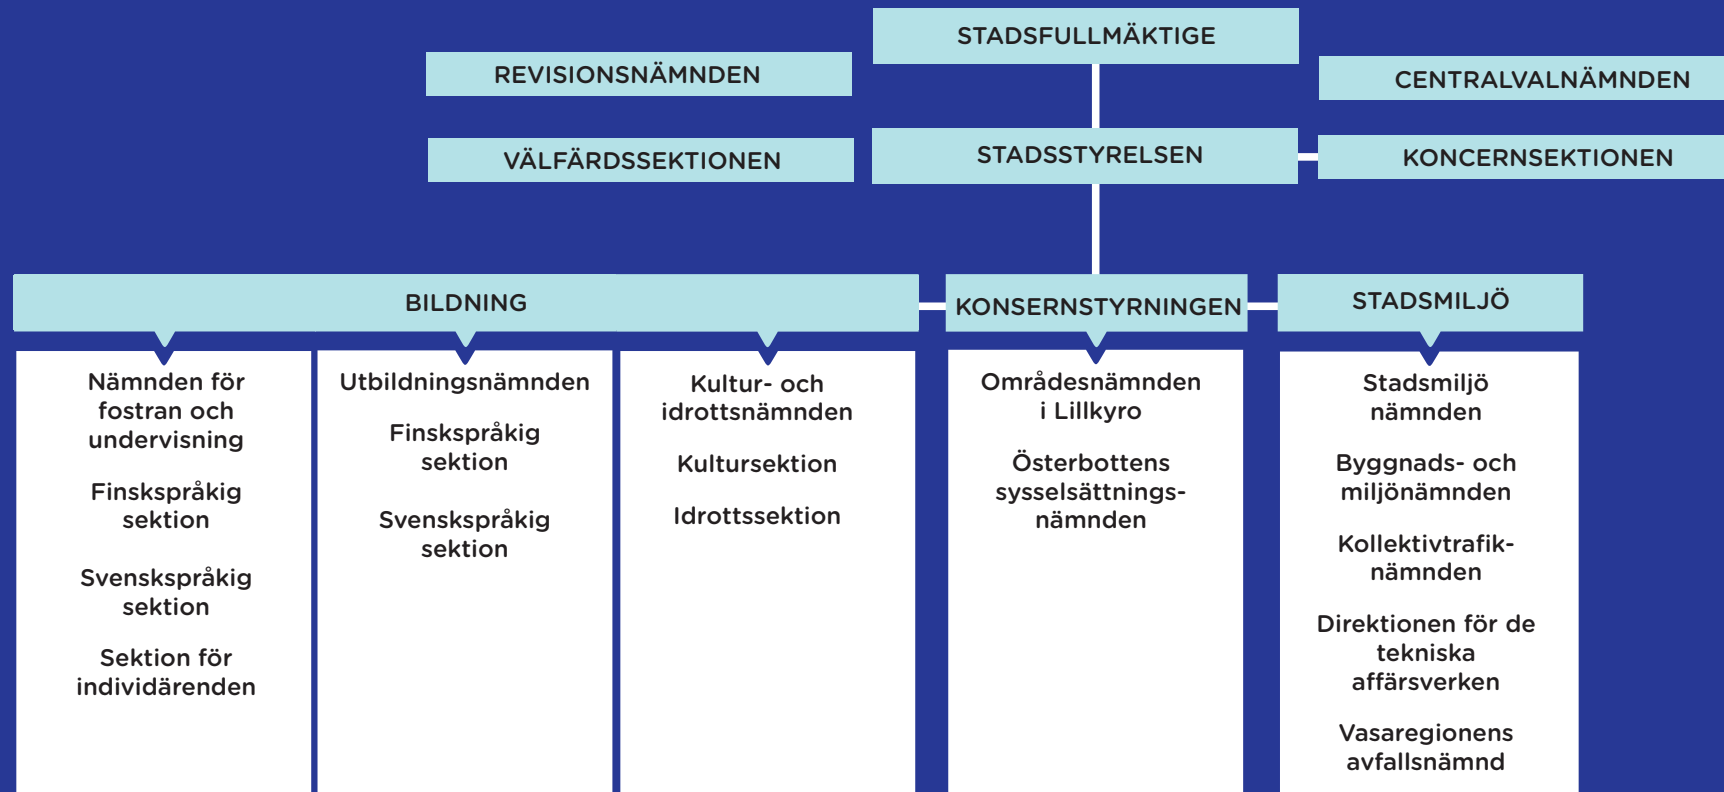 STADSFULLMÄKTIGE
REVISIONSNÄMNDEN
CENTRALVALNÄMNDEN
VÄLFÄRDSSEKTIONEN
STADSSTYRELSEN
KONCERNSEKTIONEN
BILDNING
KONSERNSTYRNINGEN
STADSMILJÖ
Nämnden för
fostran och
undervisning
Finskspråkig
sektion
Svenskspråkig
sektion
Sektion för
individärenden
Utbildningsnämnden
Finskspråkig
sektion
Svenskspråkig
sektion
Kultur- och
idrottsnämnden
Kultursektion
Idrottssektion
Områdesnämnden
i Lillkyro
Österbottens
sysselsättnings-
nämnden
Stadsmiljö
nämnden
Byggnads- och
miljönämnden
Kollektivtrafik-
nämnden
Direktionen för de
tekniska
affärsverken
Vasaregionens
avfallsnämnd